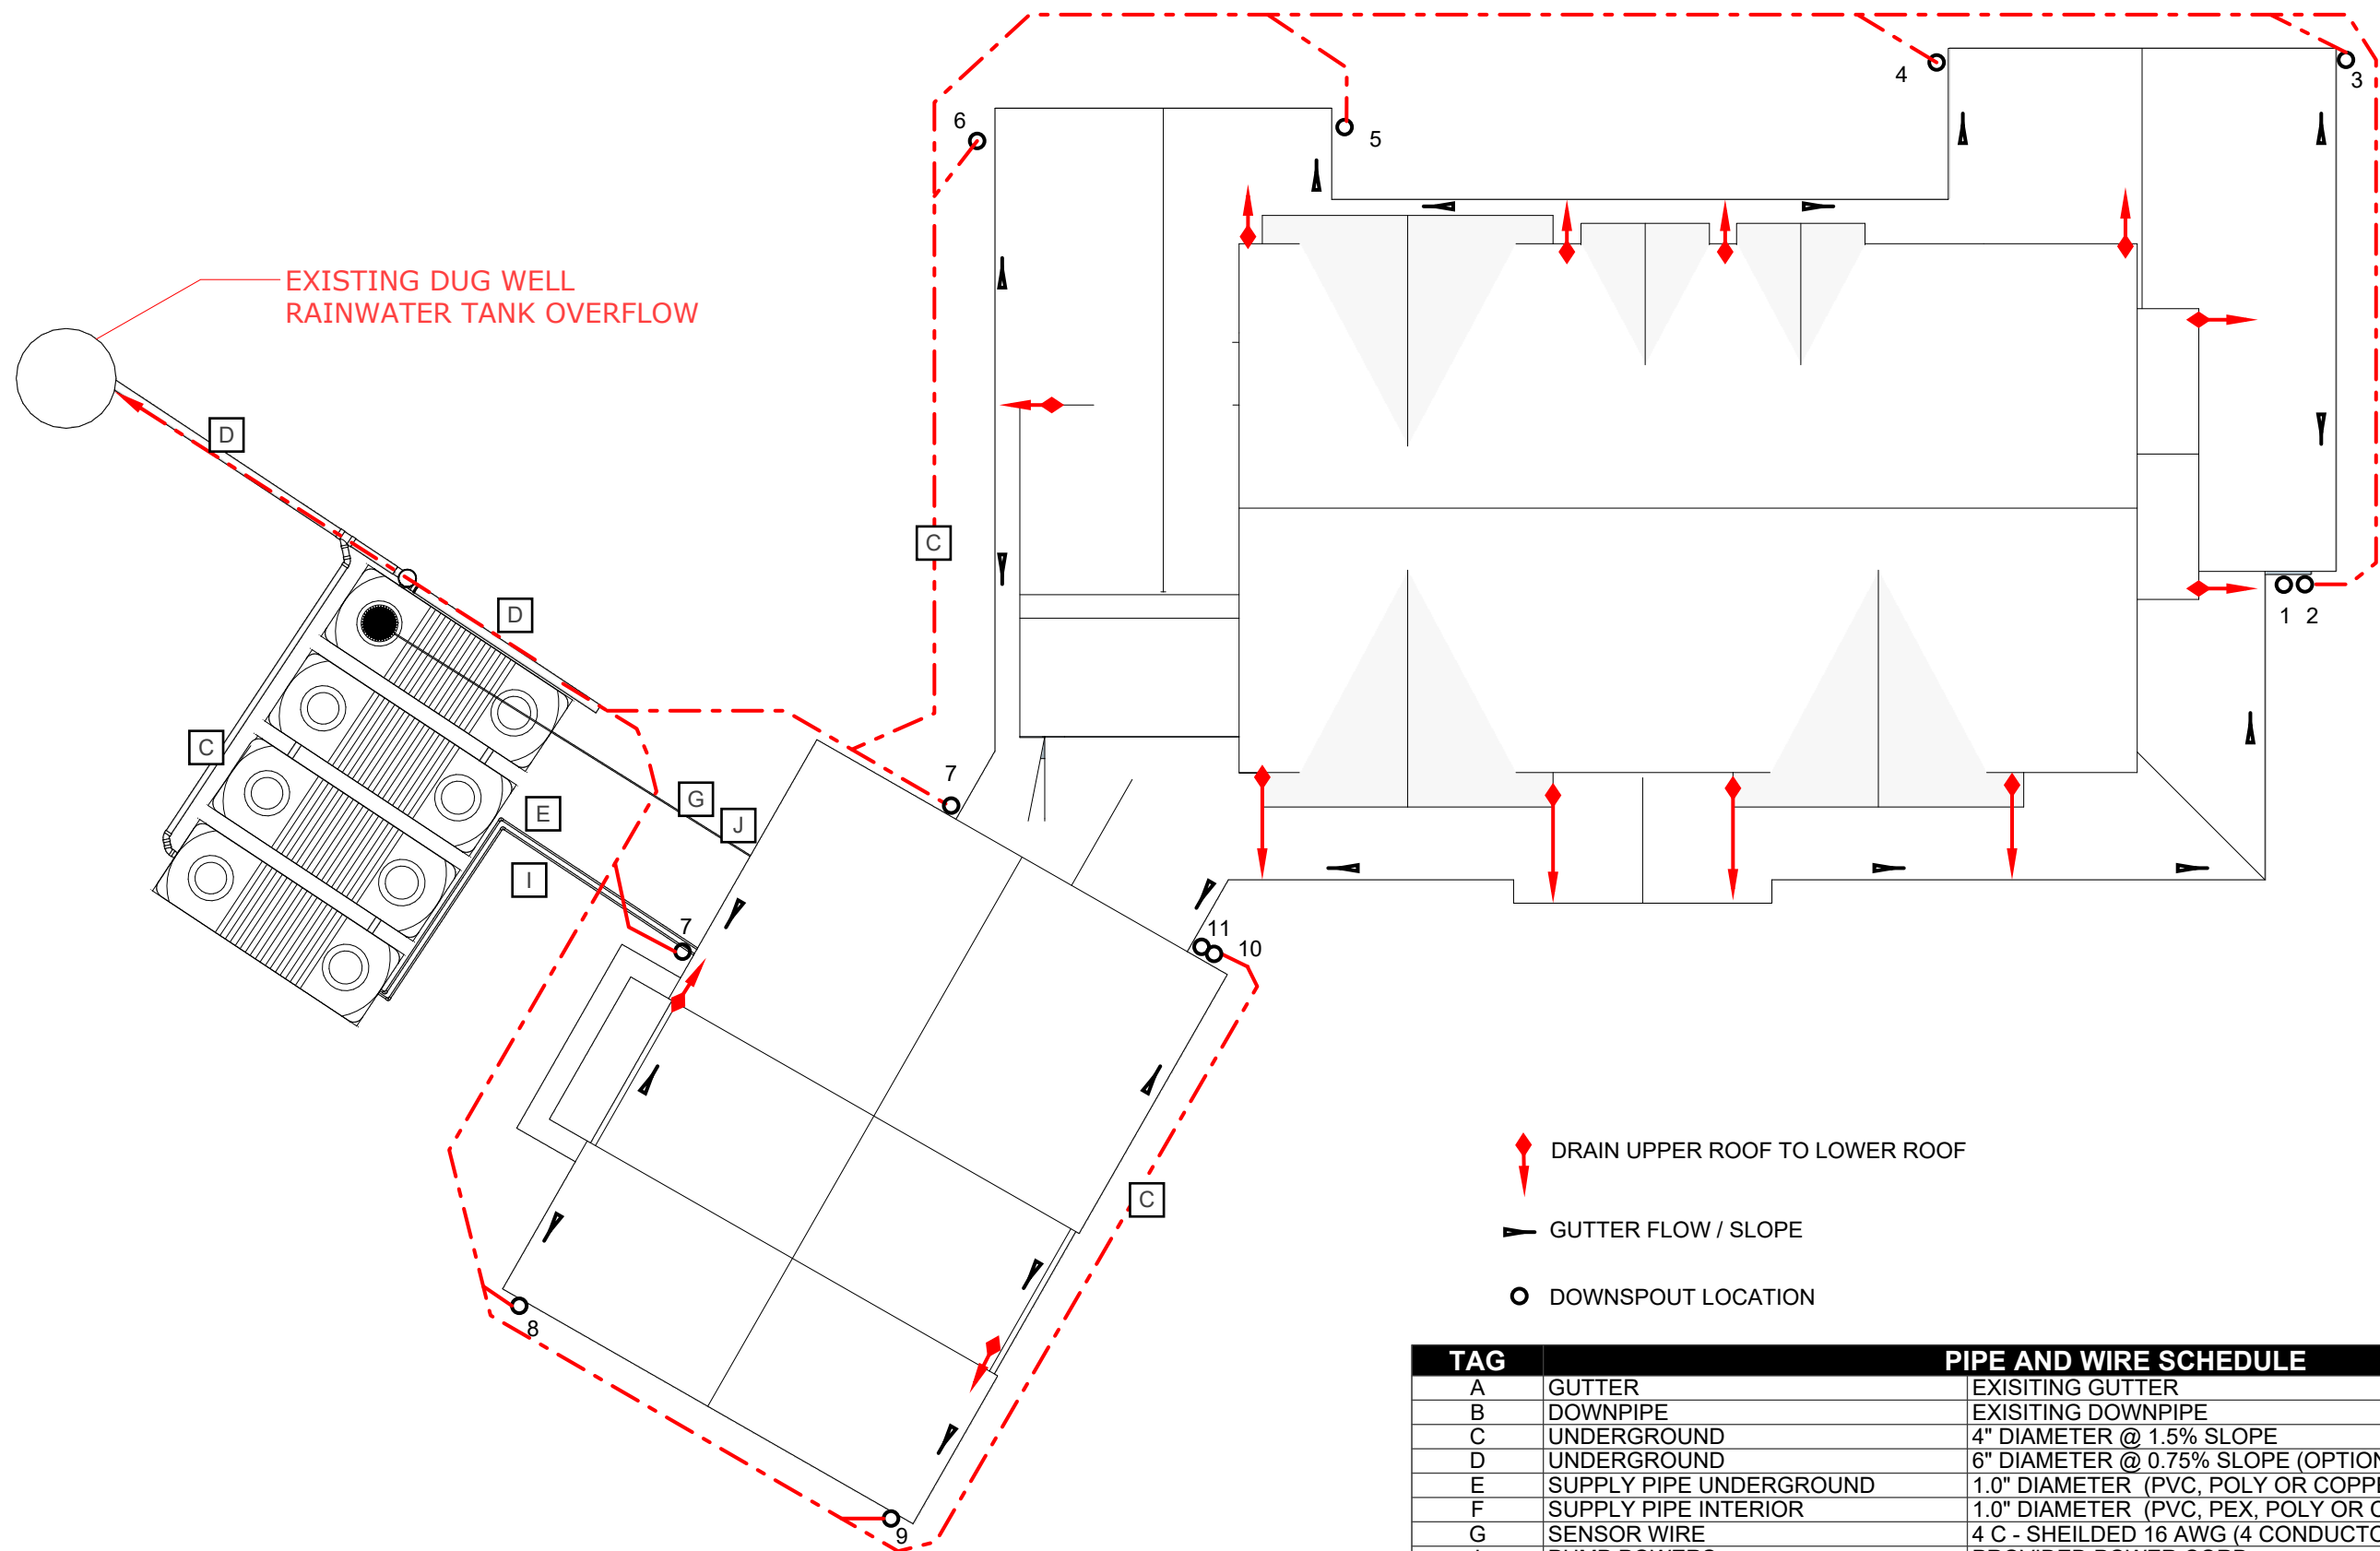 3
4
5
6
EXISTING DUG WELL
RAINWATER TANK OVERFLOW
D
C
D
1 2
C
7
G
J
E
I
7
11
10
C
8
9
DRAIN UPPER ROOF TO LOWER ROOF
GUTTER FLOW / SLOPE
DOWNSPOUT LOCATION
TAG PIPE AND WIRE SCHEDULE
A GUTTER EXISITING GUTTER
B DOWNPIPE EXISITING DOWNPIPE
C UNDERGROUND 4" DIAMETER @ 1.5% SLOPE
D UNDERGROUND 6" DIAMETER @ 0.75% SLOPE
E SUPPLY PIPE UNDERGROUND 1.0" DIAMETER (PVC, POLY OR
F SUPPLY PIPE INTERIOR 1.0" DIAMETER (PVC, PEX, POLY OR
G SENSOR WIRE 4 C - SHEILDED 16 AWG (4